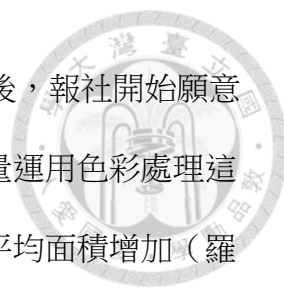 後，報社開始願意
量運用色彩處理這
平均面積增加（羅